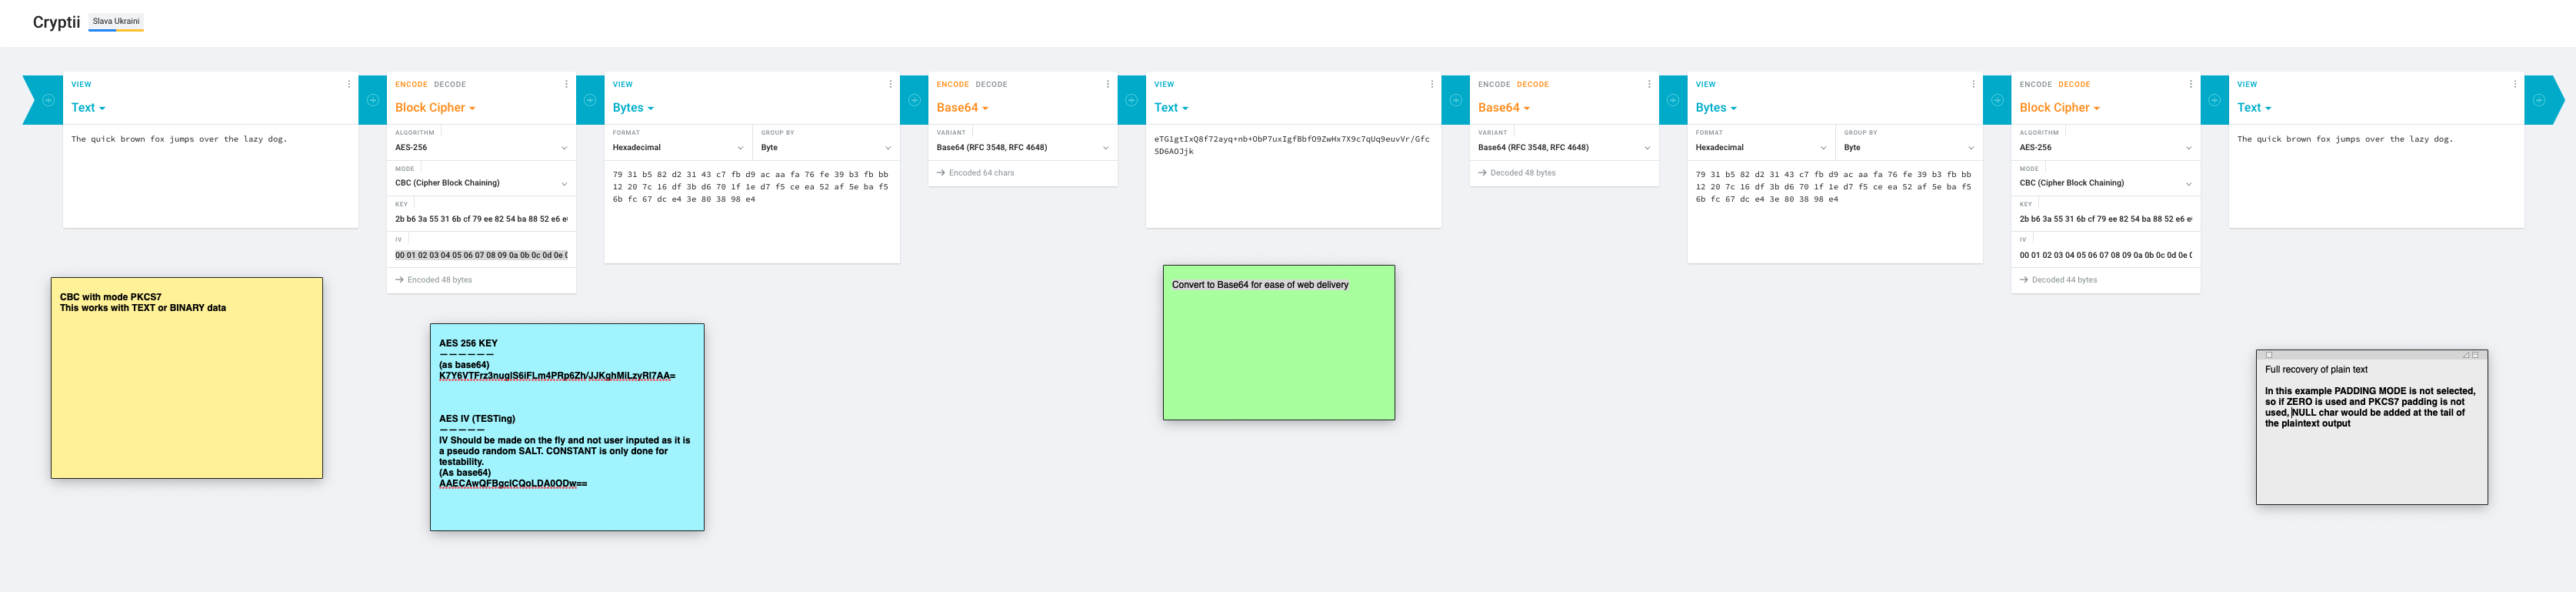 Cryptii Slava Ukraini
VIEW
Text
The quick brown fox jumps over the lazy dog.
ENCODE DECODE
Block Cipher
ALGORITHM
AES-256
MODE
CBC (Cipher Block Chaining)
KEY
2b b6 3a 55 31 6b cf 79 ee 82 54 ba 88 52 e6 e
IV
00 01 02 03 04 05 06 07 08 09 0a 0b 0c 0d 0e 0
→ Encoded 48 bytes
VIEW
Bytes
FORMAT GROUP BY
Hexadecimal Byte
79 31 b5 82 d2 31 43 c7 fb d9 ac aa fa 76 fe 39 b3 fb bb
12 20 7c 16 df 3b d6 70 1f 1e d7 f5 ce ea 52 af 5e ba f5
6b fc 67 dc e4 3e 80 38 98 e4
ENCODE DECODE
Base64
VARIANT
Base64 (RFC 3548, RFC 4648)
→ Encoded 64 chars
VIEW
Text
eTG1gtIxQ8f72ayq+nb+ObP7uxIgfBbfO9ZwHx7X9c7qUq9euvVr/Gfc
5D6AOJjk
ENCODE DECODE
Base64
VARIANT
Base64 (RFC 3548, RFC 4648)
→ Decoded 48 bytes
VIEW
Bytes
FORMAT GROUP BY
Hexadecimal Byte
79 31 b5 82 d2 31 43 c7 fb d9 ac aa fa 76 fe 39 b3 fb bb
12 20 7c 16 df 3b d6 70 1f 1e d7 f5 ce ea 52 af 5e ba f5
6b fc 67 dc e4 3e 80 38 98 e4
ENCODE DECODE
Block Cipher
ALGORITHM
AES-256
MODE
CBC (Cipher Block Chaining)
KEY
2b b6 3a 55 31 6b cf 79 ee 82 54 ba 88 52 e6 e
IV
00 01 02 03 04 05 06 07 08 09 0a 0b 0c 0d 0e 0
→ Decoded 44 bytes
VIEW
Text
The quick brown fox jumps over the lazy dog.
CBC with mode PKCS7
This works with TEXT or BINARY data
AES 256 KEY
——————
(as base64)
K7Y6VTFrz3nuglS6iFLm4PRp6Zh/JJKghMiLzyRI7AA=
AES IV (TESTing)
—————
IV Should be made on the fly and not user inputed as it is
a pseudo random SALT. CONSTANT is only done for
testability.
(As base64)
AAECAwQFBgcICQoLDA0ODw==
Convert to Base64 for ease of web delivery
Full recovery of plain text
In this example PADDING MODE is not selected,
so if ZERO is used and PKCS7 padding is not
used, NULL char would be added at the tail of
the plaintext output